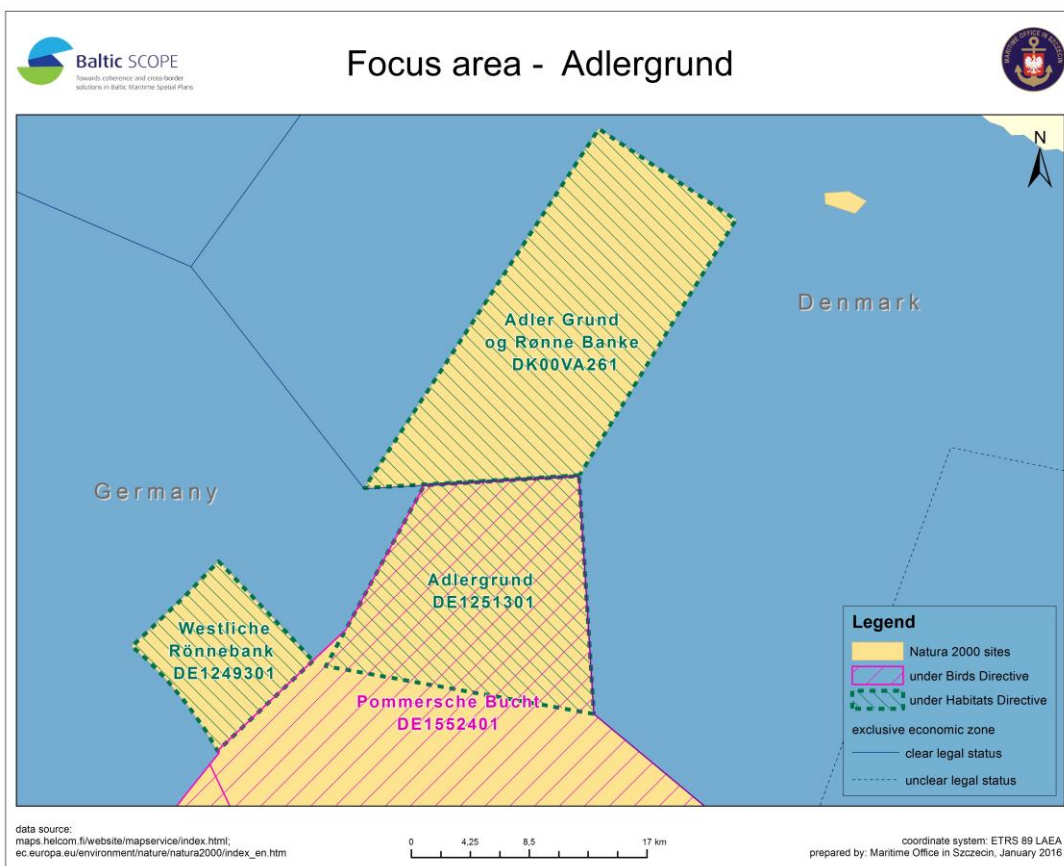 Baltic SCOPE
Towards coherence and cross-border
solutions in Baltic Maritime Spatial Plans
Focus area - Adlergrund
MARITIME OFFICE IN SZCZECIN
N
Denmark
Adler Grund
og Rønne Banke
DK00VA261
Germany
Adlergrund
DE1251301
Westliche
Rönnebank
DE1249301
Pommersche Bucht
DE1552401
Legend
Natura 2000 sites
under Birds Directive
under Habitats Directive
exclusive economic zone
clear legal status
unclear legal status
data source:
maps.helcom.fi/website/mapservice/index.html;
ec.europa.eu/environment/nature/natura2000/index_en.htm
0 4,25 8,5 17 km
coordinate system: ETRS 89 LAEA
prepared by: Maritime Office in Szczecin, January 2016